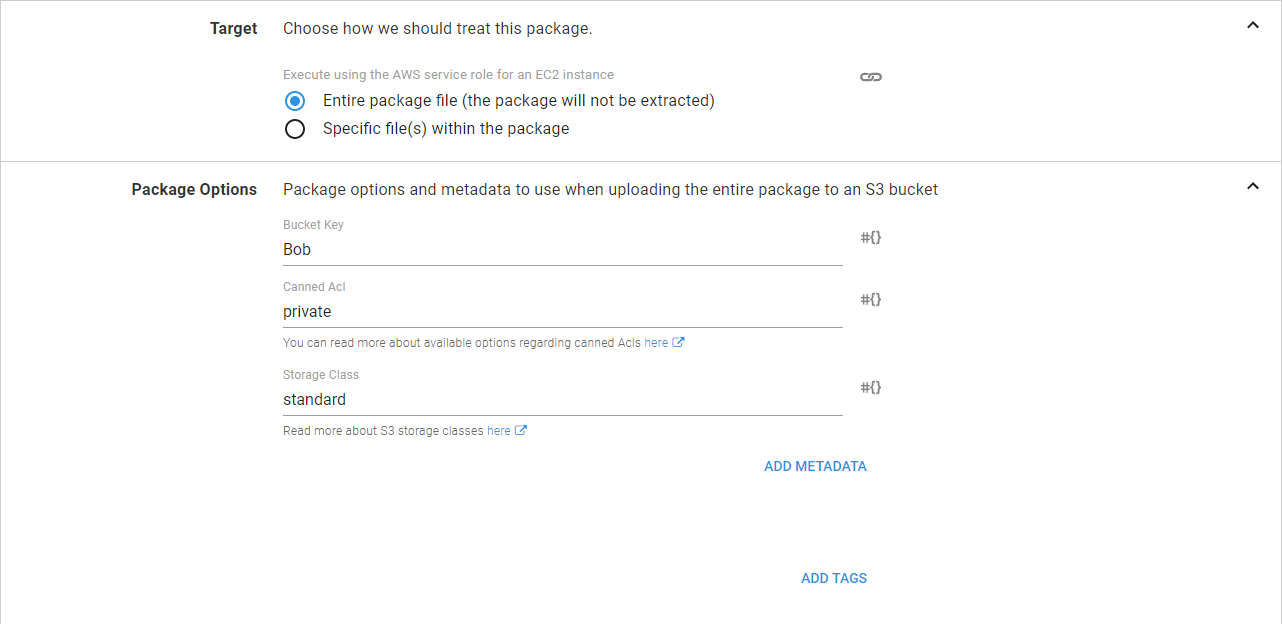 Target Choose how we should treat this package.
Execute using the AWS service role for an EC2 instance
Entire package file (the package will not be extracted)
Specific file(s) within the package
Package Options Package options and metadata to use when uploading the entire package to an S3 bucket
Bucket Key
Bob #{}
Canned Acl
private #{}
You can read more about available options regarding canned Acls here
Storage Class
standard #{}
Read more about S3 storage classes here
ADD METADATA
ADD TAGS